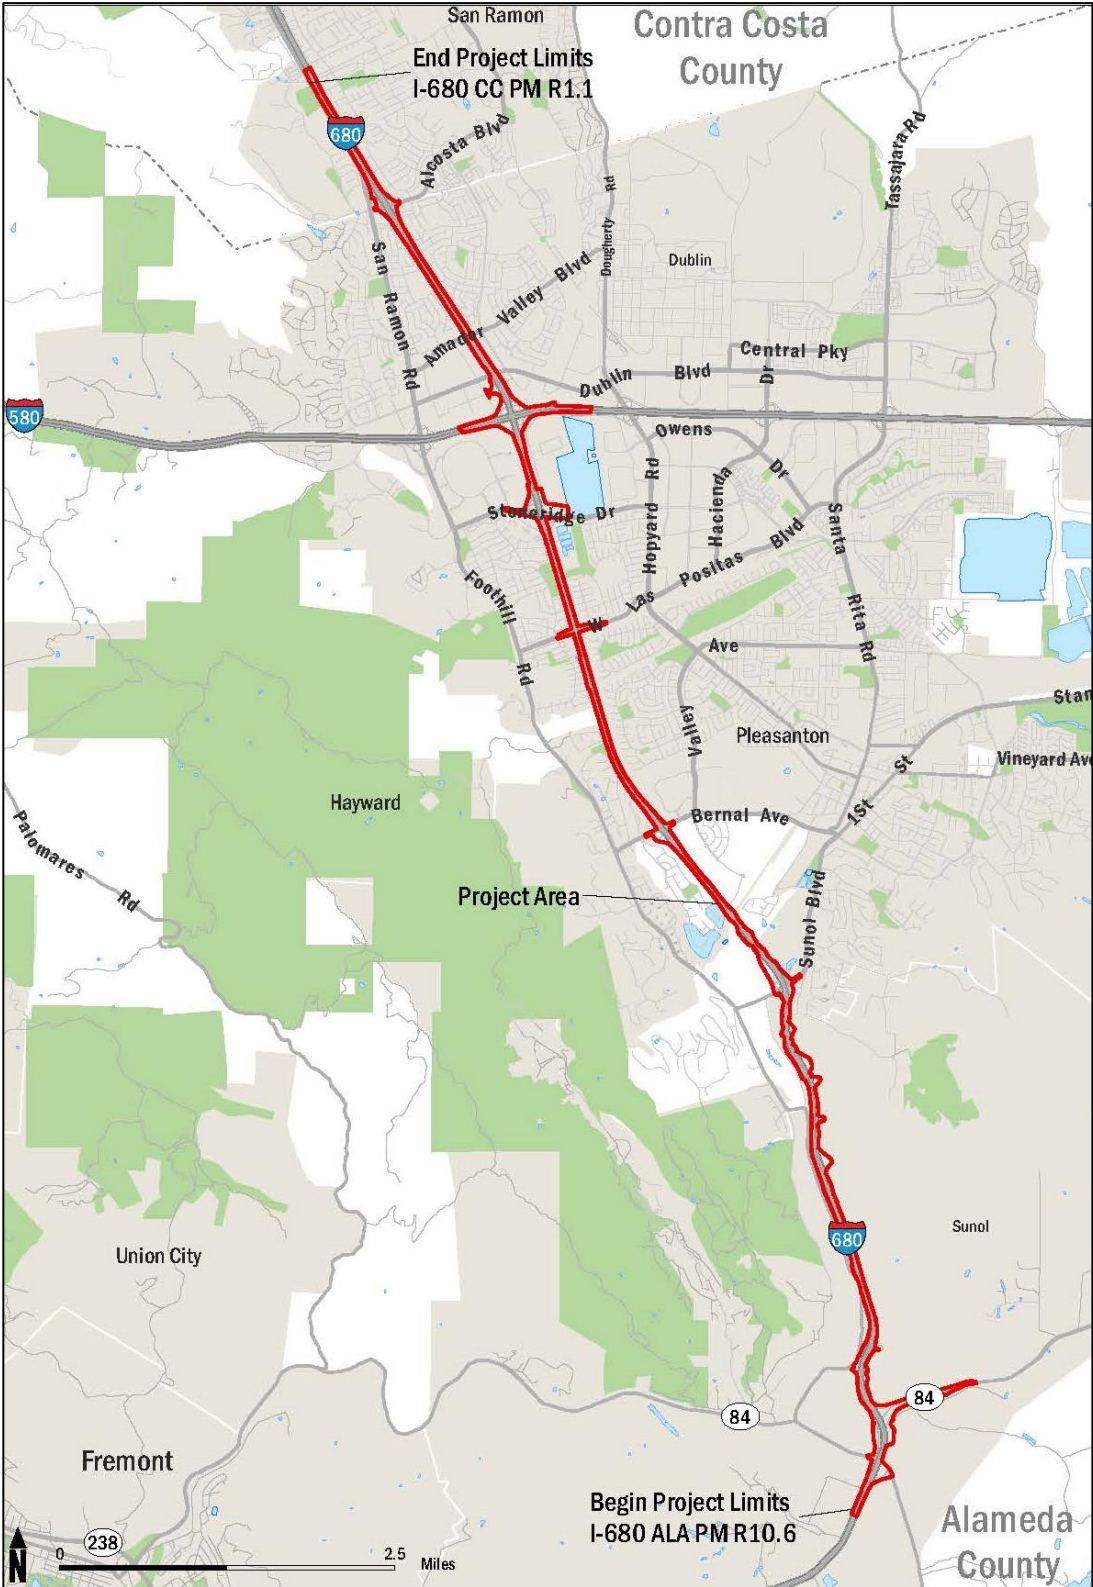 San Ramon
Contra Costa
County
End Project Limits
I-680 CC PM R1.1
680
Alcosta Blvd
Tassajara Rd
Dougherty
Rd
San Ramon Rd
Dublin
Amador Valley Blvd
Central Pky
Dublin Blvd
Dr
580
Owens
Dr
Hacienda
Hopyard Rd
Stoneridge Dr
Santa Rita Rd
W Las Positas Blvd
Foothill Rd
Ave
Valley
Stan
Pleasanton
Vineyard Ave
1St St
Hayward
Bernal Ave
Palomares Rd
Project Area
Sunol Blvd
680
Sunol
Union City
84
84
Fremont
Begin Project Limits
I-680 ALA PM R10.6
Alameda
County
238
N
0 2.5 Miles